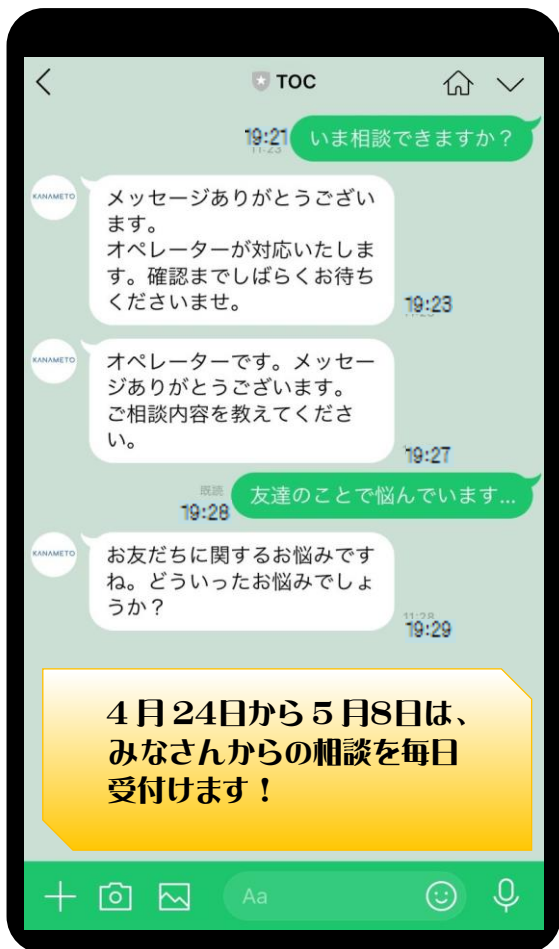 TOC
19:21
11:23
いま相談できますか？
KANAMETO
メッセージありがとうござい
ます。
オペレーターが対応いたしま
す。確認までしばらくお待ち
くださいませ。
19:23
KANAMETO
オペレーターです。メッセー
ジありがとうございます。
ご相談内容を教えてくださ
い。
19:27
既読
19:28
友達のことで悩んでいます...
KANAMETO
お友だちに関するお悩みです
ね。どういったお悩みでしょ
うか？
11:28
19:29
４月24日から５月8日は、
みなさんからの相談を毎日
受付けます！
Aa